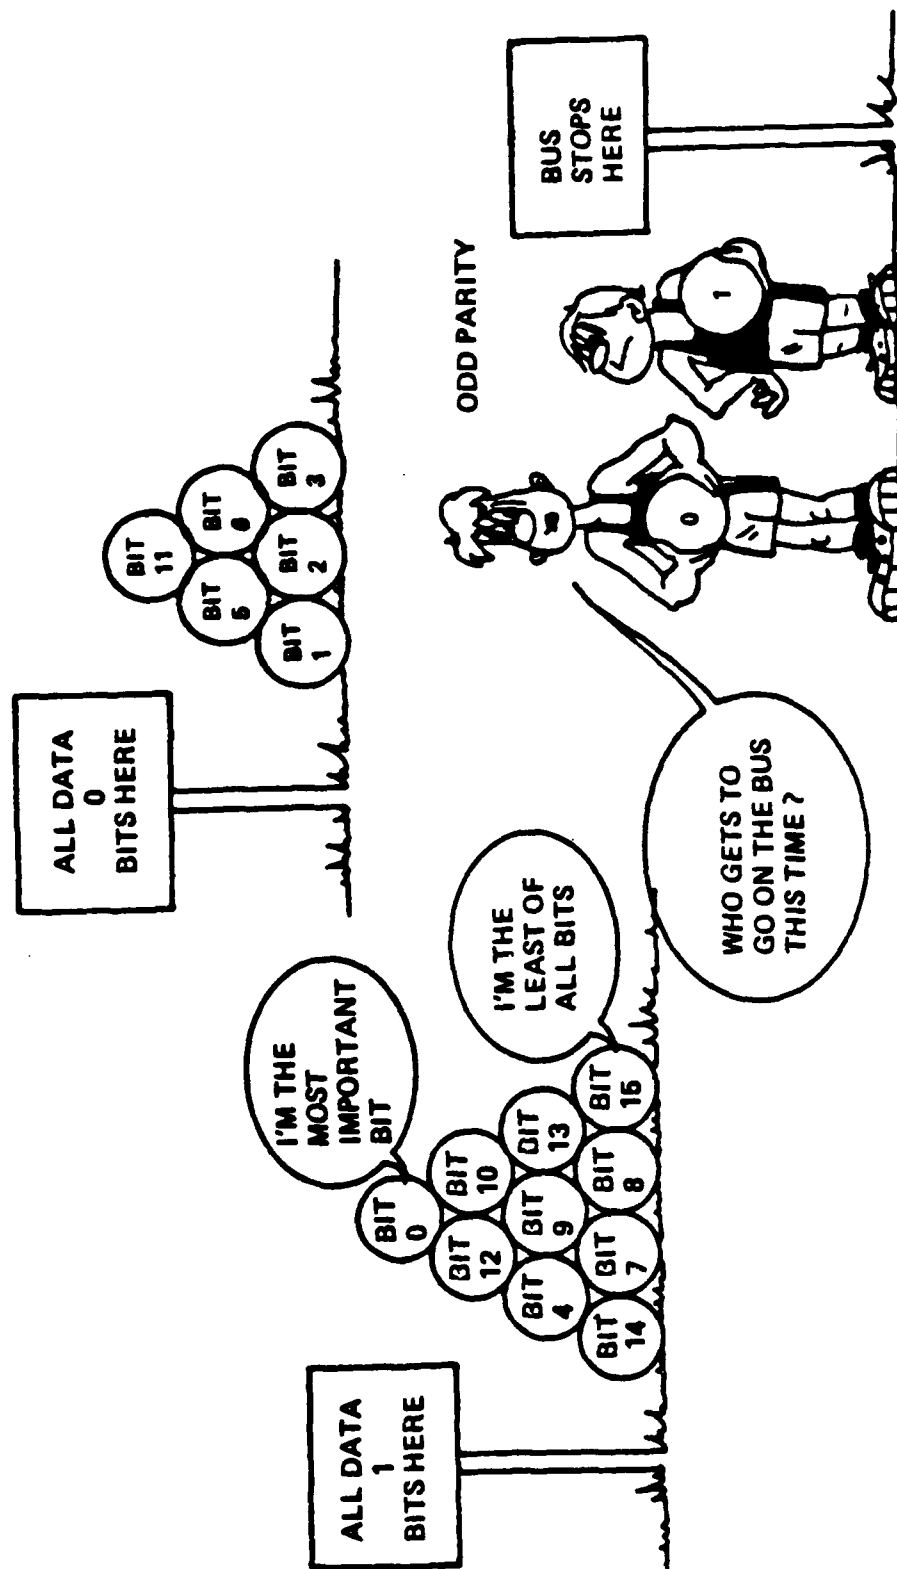 ALL DATA
0
BITS HERE
BIT
11
BIT
5
BIT
6
BIT
1
BIT
2
BIT
3
ALL DATA
1
BITS HERE
I'M THE
MOST
IMPORTANT
BIT
BIT
0
BIT
12
BIT
10
BIT
4
BIT
9
BIT
13
BIT
14
BIT
7
BIT
8
BIT
15
I'M THE
LEAST OF
ALL BITS
ODD PARITY
WHO GETS TO
GO ON THE BUS
THIS TIME?
0
1
BUS
STOPS
HERE